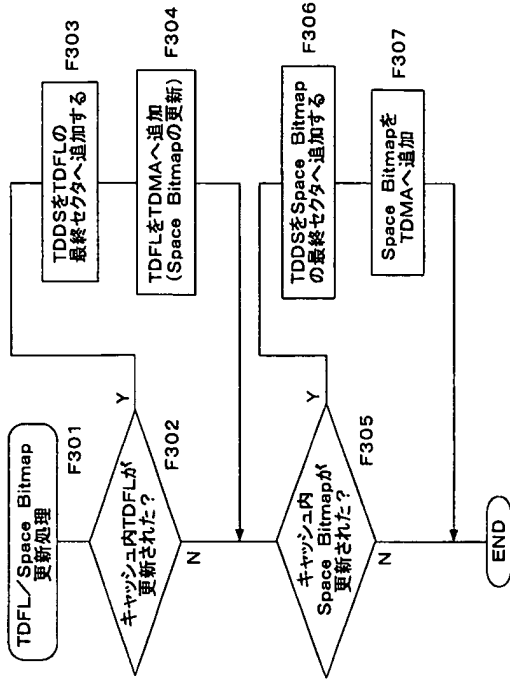 TDFL／Space Bitmap
更新処理
F301
キャッシュ内TDFLが
更新された？
F302
Y
N
TDDSをTDFLの
最終セクタへ追加する
F303
TDFLをTDMAへ追加
(Space Bitmapの更新)
F304
キャッシュ内
Space Bitmapが
更新された？
F305
Y
N
TDDSをSpace Bitmap
の最終セクタへ追加する
F306
Space Bitmapを
TDMAへ追加
F307
END